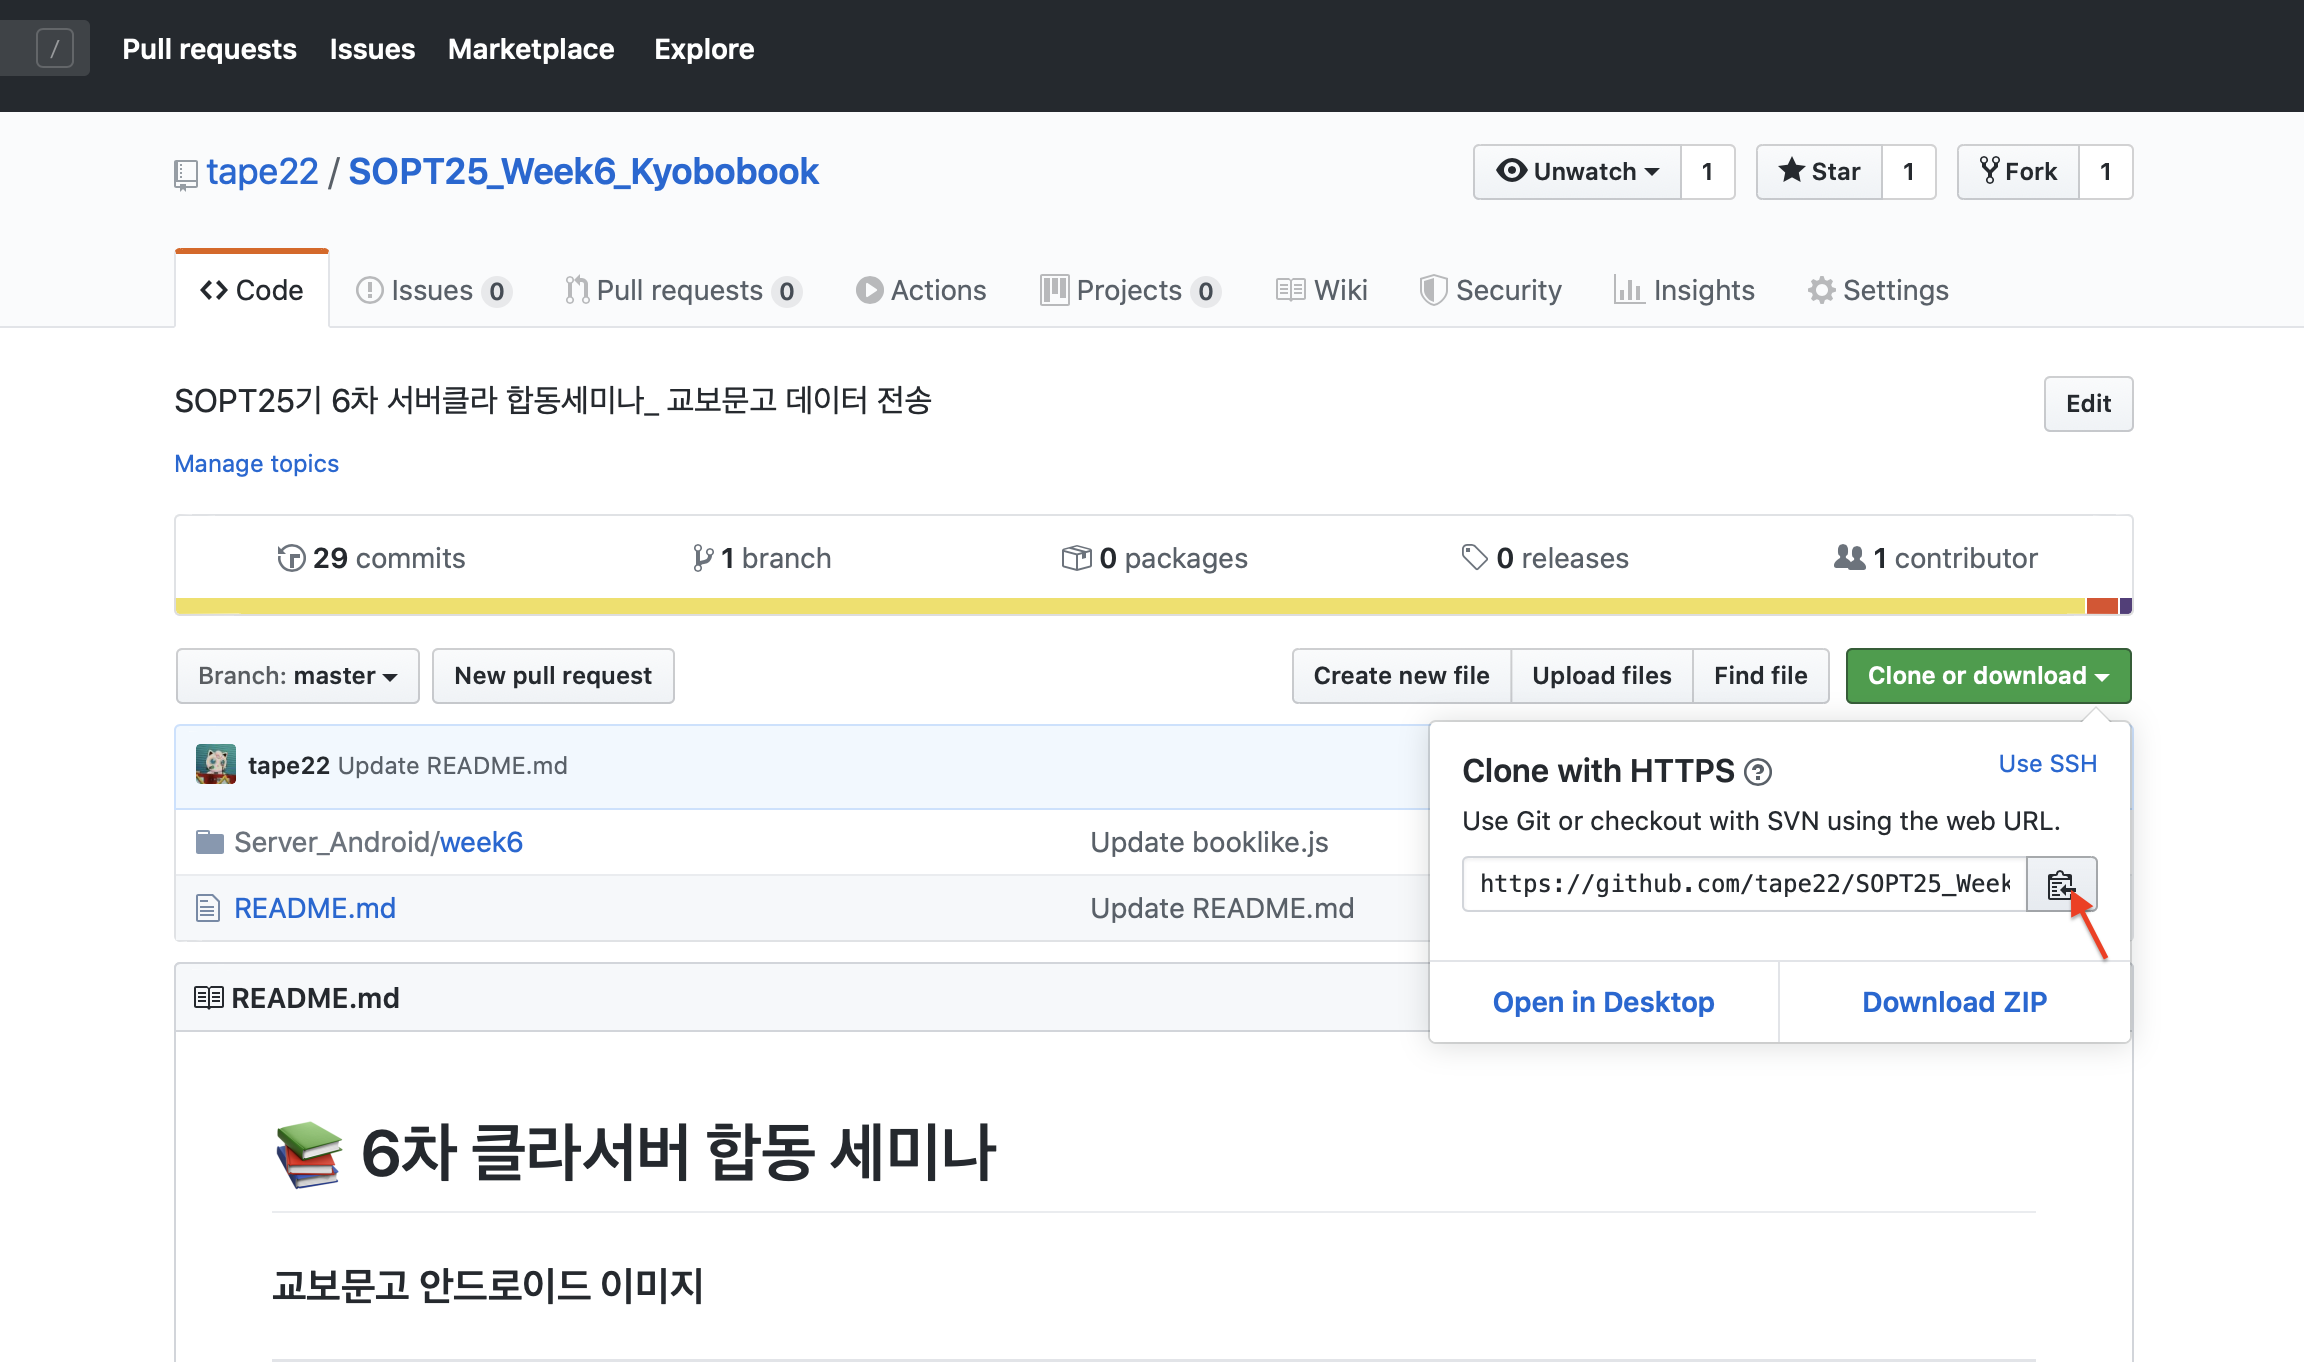 / Pull requests Issues Marketplace Explore
tape22 / SOPT25_Week6_Kyobobook
Unwatch 1 Star 1 Fork 1
Code Issues 0 Pull requests 0 Actions Projects 0 Wiki Security Insights Settings
SOPT25기 6차 서버클라 합동세미나_ 교보문고 데이터 전송
Edit
Manage topics
29 commits 1 branch 0 packages 0 releases 1 contributor
Branch: master New pull request Create new file Upload files Find file Clone or download
tape22 Update README.md
Server_Android/week6 Update booklike.js
README.md Update README.md
Clone with HTTPS ? Use SSH
Use Git or checkout with SVN using the web URL.
https://github.com/tape22/SOPT25_Week
Open in Desktop Download ZIP
README.md
6차 클라서버 합동 세미나
교보문고 안드로이드 이미지